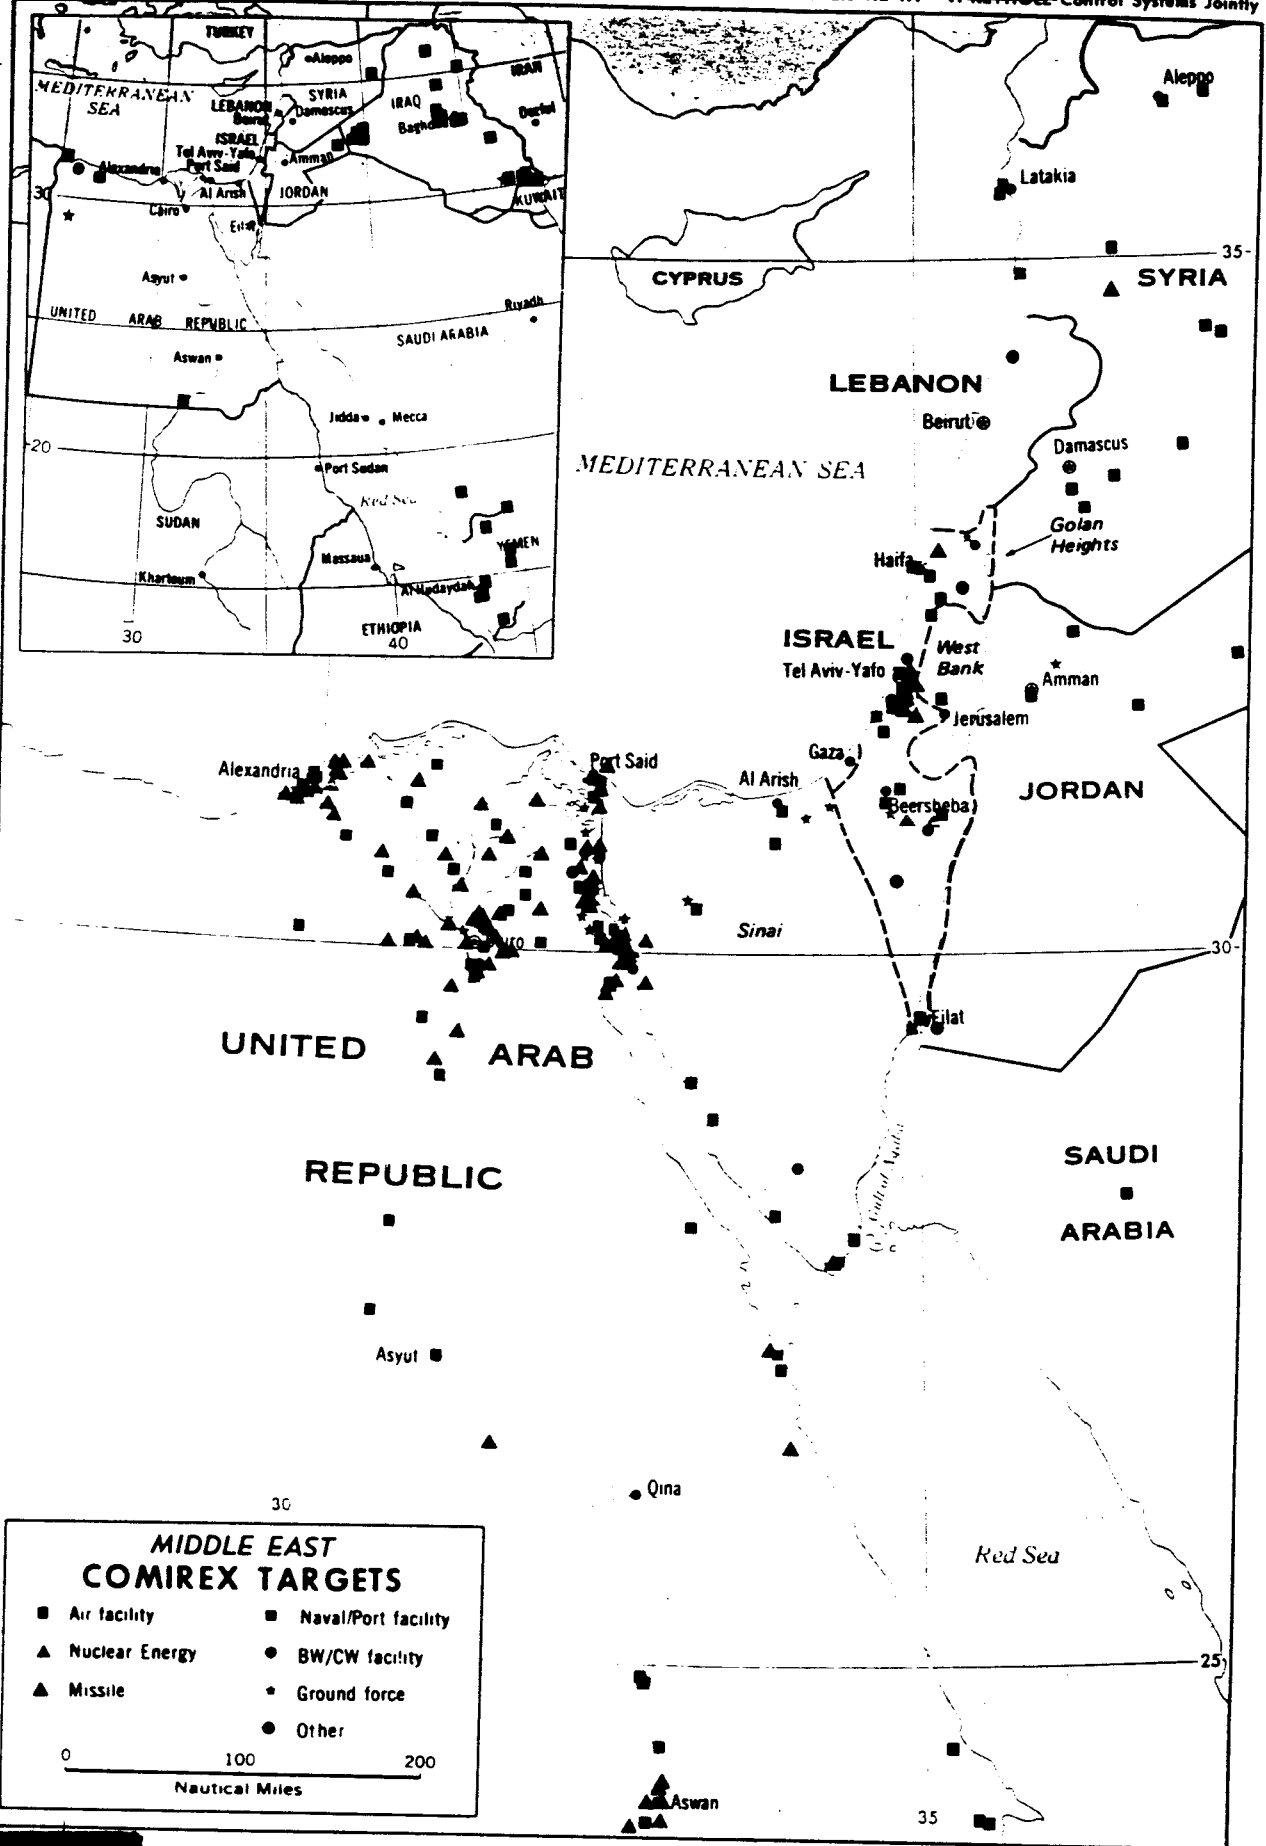 Control Systems Jointly
TURKEY
Aleppo
MEDITERRANEAN
SEA
SYRIA
IRAN
LEBANON
Beirut
Damascus
IRAQ
Dezful
ISRAEL
Tel Aviv-Yafo
Amman
Port Said
Alexandria
Al Arish
JORDAN
30
Cairo
KUWAIT
Asyut
UNITED ARAB REPUBLIC
SAUDI ARABIA
Riyadh
Aswan
Jidda
Mecca
20
Port Sudan
Red Sea
SUDAN
YEMEN
Massaua
Khartoum
Al Hudaydah
ETHIOPIA
30
40
Aleppo
Latakia
35
CYPRUS
SYRIA
LEBANON
Beirut
MEDITERRANEAN SEA
Damascus
Golan
Heights
Haifa
ISRAEL
West
Bank
Tel Aviv-Yafo
Amman
Jerusalem
Gaza
Alexandria
Port Said
Al Arish
JORDAN
Beersheba
Sinai
30
Eilat
UNITED ARAB
REPUBLIC
SAUDI
ARABIA
Asyut
Qina
30
Red Sea
25
Aswan
35
MIDDLE EAST
COMIREX TARGETS
Air facility
Naval/Port facility
Nuclear Energy
BW/CW facility
Missile
Ground force
Other
0 100 200
Nautical Miles